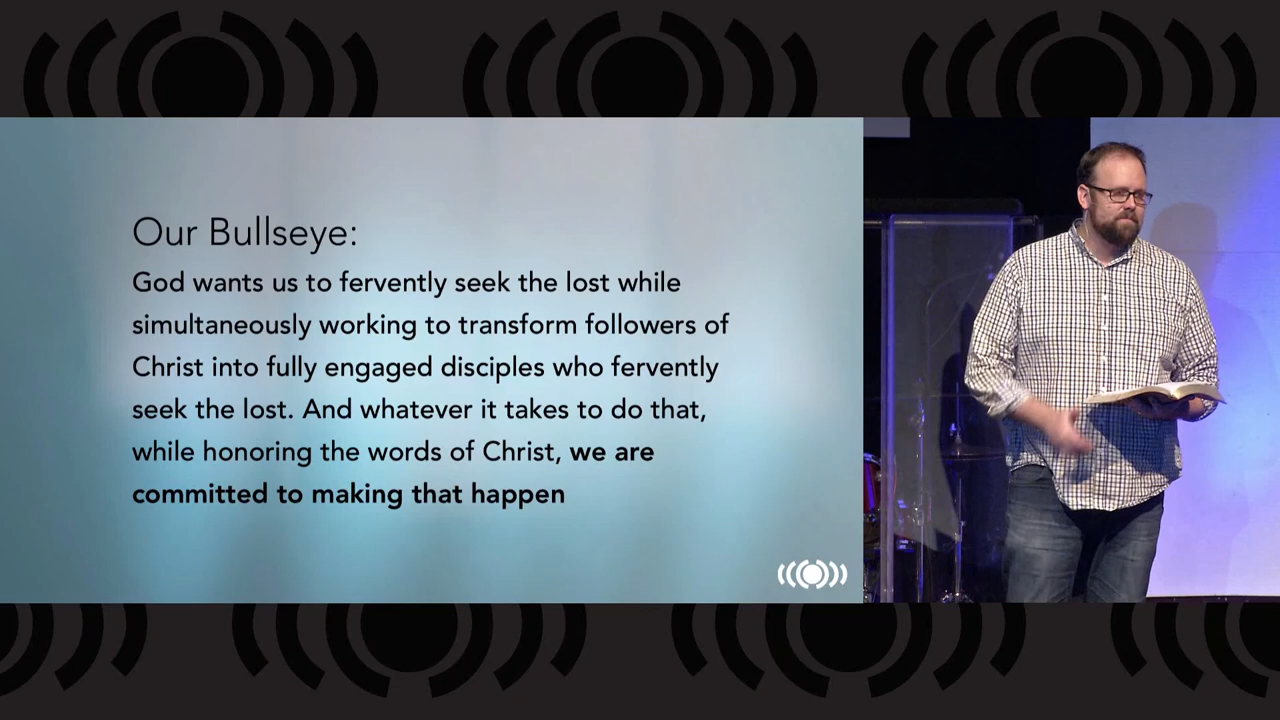 Our Bullseye:
God wants us to fervently seek the lost while
simultaneously working to transform followers of
Christ into fully engaged disciples who fervently
seek the lost. And whatever it takes to do that,
while honoring the words of Christ, we are
committed to making that happen